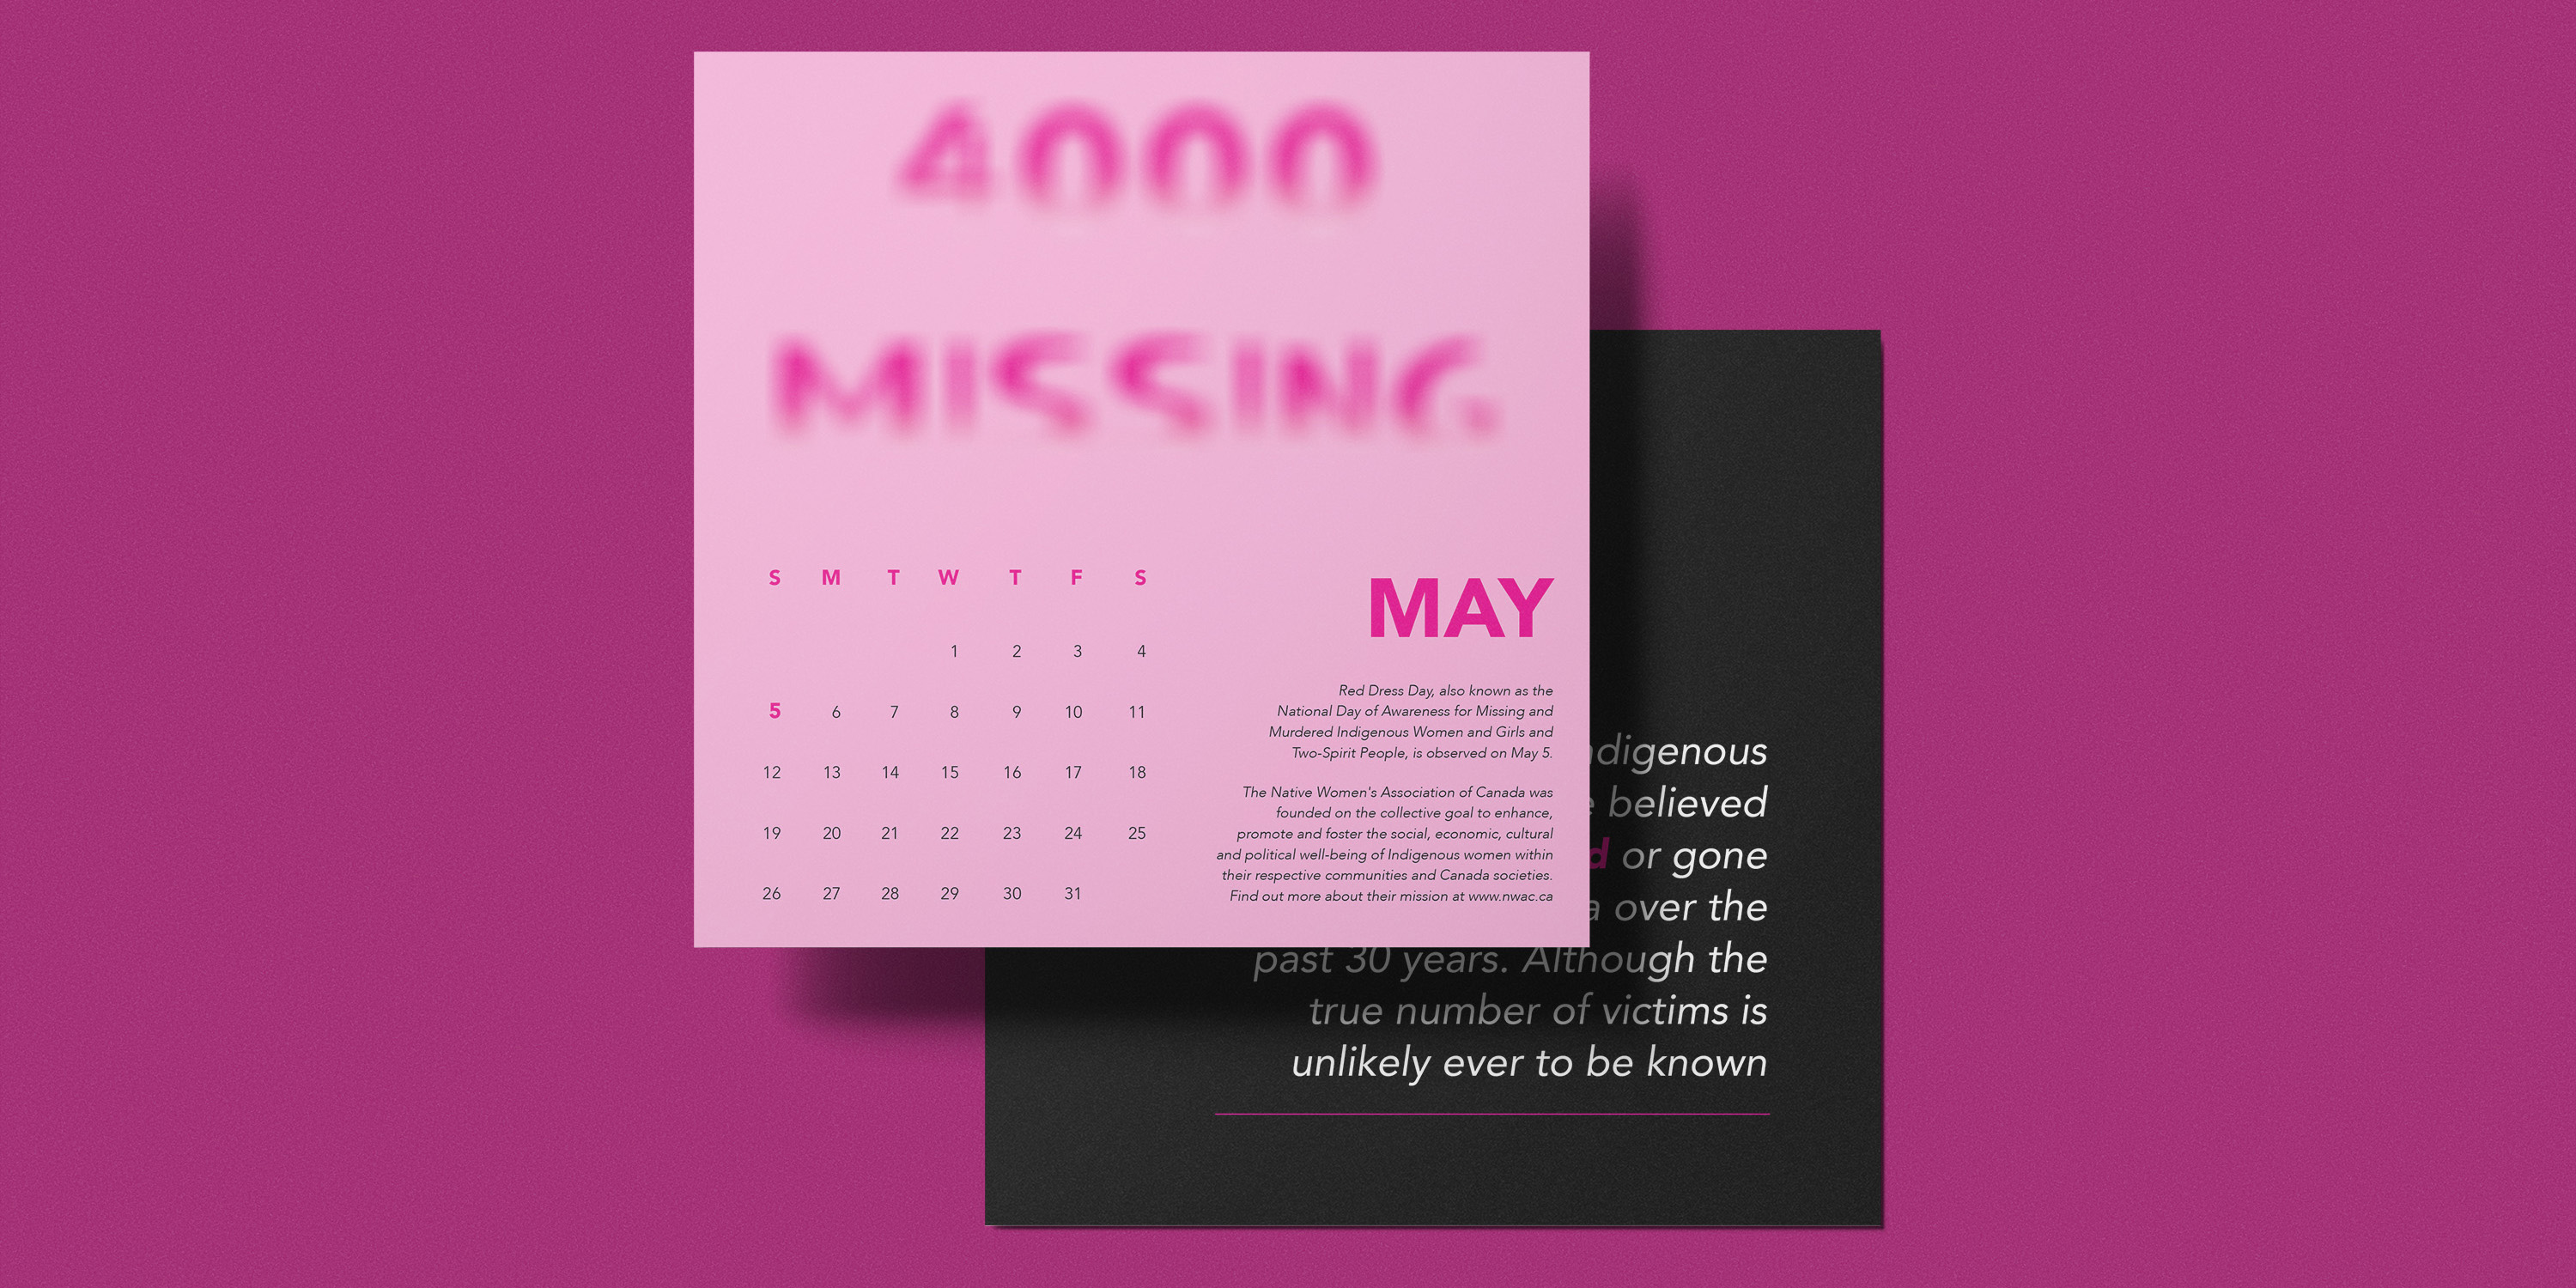 4000
MISSING
S M T W T F S
1 2 3 4
5 6 7 8 9 10 11
12 13 14 15 16 17 18
19 20 21 22 23 24 25
26 27 28 29 30 31
MAY
Red Dress Day, also known as the
National Day of Awareness for Missing and
Murdered Indigenous Women and Girls and
Two-Spirit People, is observed on May 5.
The Native Women's Association of Canada was
founded on the collective goal to enhance,
promote and foster the social, economic, cultural
and political well-being of Indigenous women within
their respective communities and Canada societies.
Find out more about their mission at www.nwac.ca
digenous
believed
or gone
over the
past 30 years. Although the
true number of victims is
unlikely ever to be known